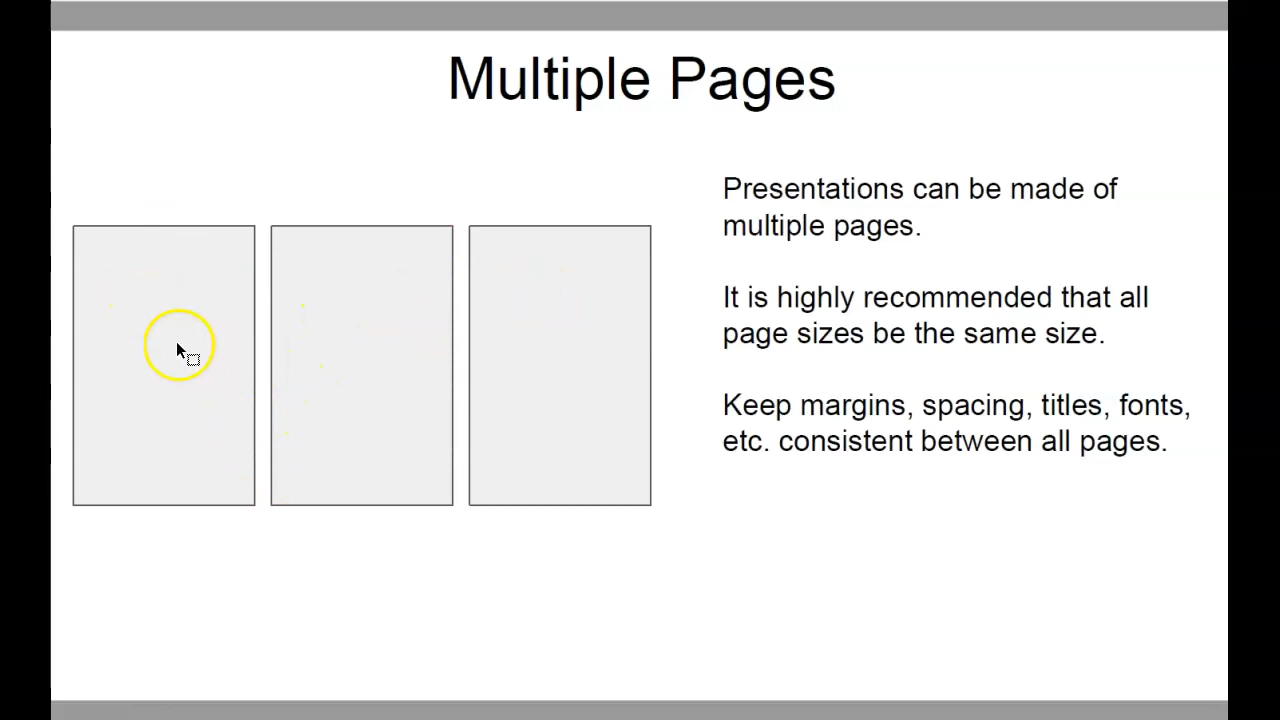 Multiple Pages
Presentations can be made of
multiple pages.
It is highly recommended that all
page sizes be the same size.
Keep margins, spacing, titles, fonts,
etc. consistent between all pages.